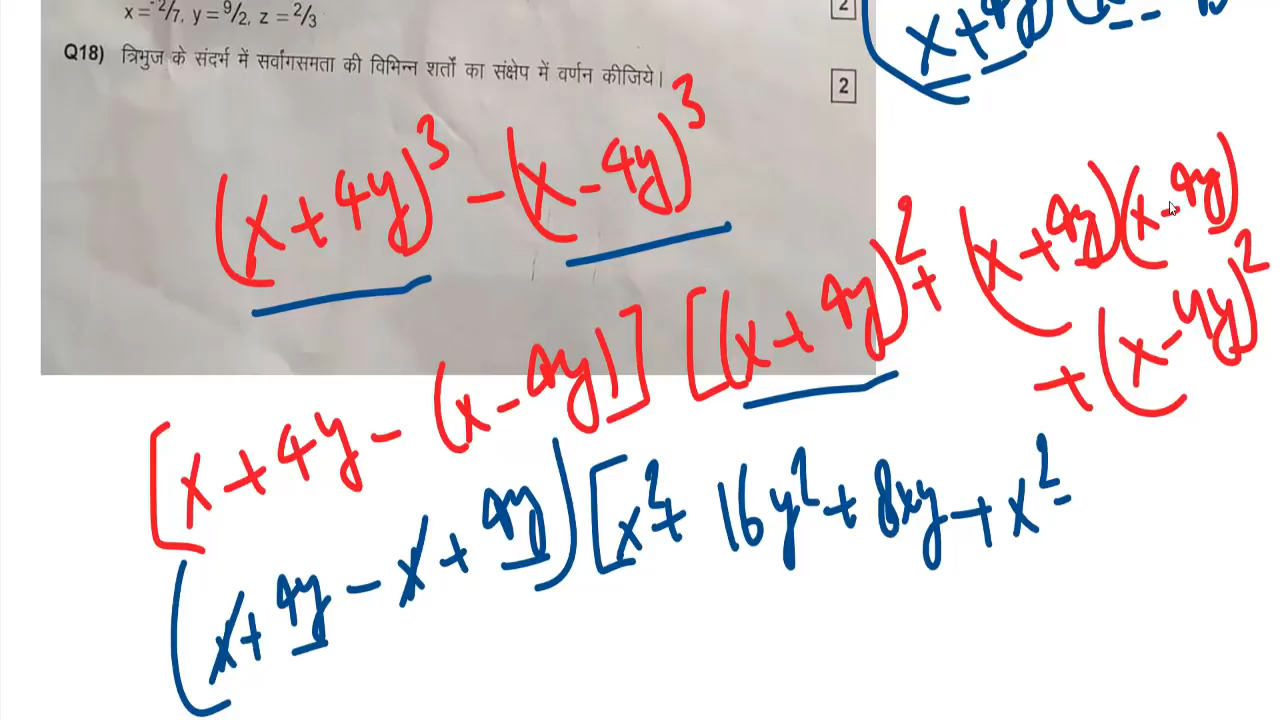 x = -2/7, y = 9/2, z = 2/3
2
Q18) त्रिभुज के संदर्भ में सर्वांगसमता की विभिन्न शर्तों का संक्षेप में वर्णन कीजिये।
2
(x+4y)³ - (x-4y)³
[x+4y - (x-4y)] [(x+4y)² + (x+4y)(x-4y)
+ (x-4y)²
(x+4y - x + 4y) [x² + 16y² + 8xy + x² -